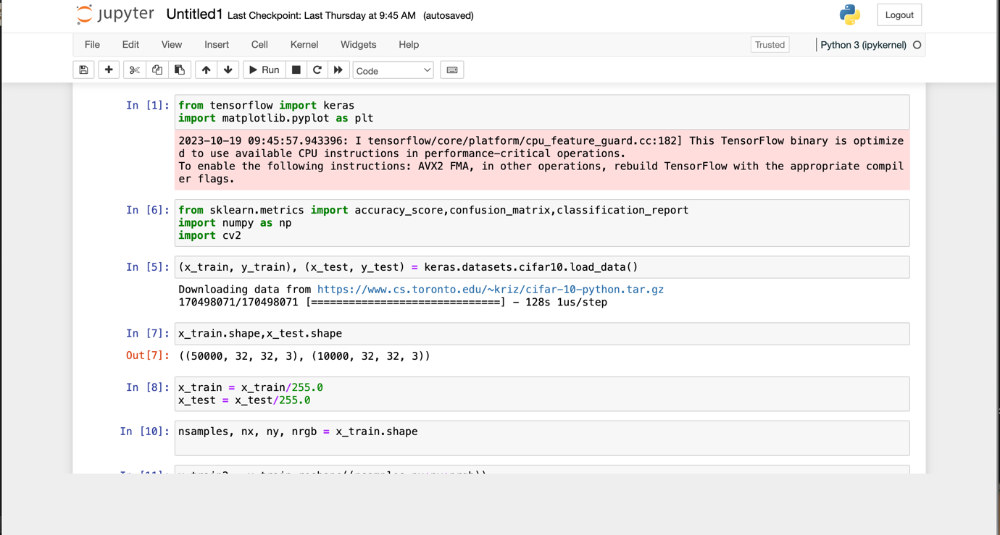 jupyter Untitled1 Last Checkpoint: Last Thursday at 9:45 AM (autosaved)
Logout
File Edit View Insert Cell Kernel Widgets Help
Trusted
Python 3 (ipykernel)
Run
Code
In [1]: from tensorflow import keras
import matplotlib.pyplot as plt
2023-10-19 09:45:57.943396: I tensorflow/core/platform/cpu_feature_guard.cc:182] This TensorFlow binary is optimize
d to use available CPU instructions in performance-critical operations.
To enable the following instructions: AVX2 FMA, in other operations, rebuild TensorFlow with the appropriate compil
er flags.
In [6]: from sklearn.metrics import accuracy_score,confusion_matrix,classification_report
import numpy as np
import cv2
In [5]: (x_train, y_train), (x_test, y_test) = keras.datasets.cifar10.load_data()
Downloading data from https://www.cs.toronto.edu/~kriz/cifar-10-python.tar.gz
170498071/170498071 [==============================] - 128s 1us/step
In [7]: x_train.shape,x_test.shape
Out[7]: ((50000, 32, 32, 3), (10000, 32, 32, 3))
In [8]: x_train = x_train/255.0
x_test = x_test/255.0
In [10]: nsamples, nx, ny, nrgb = x_train.shape